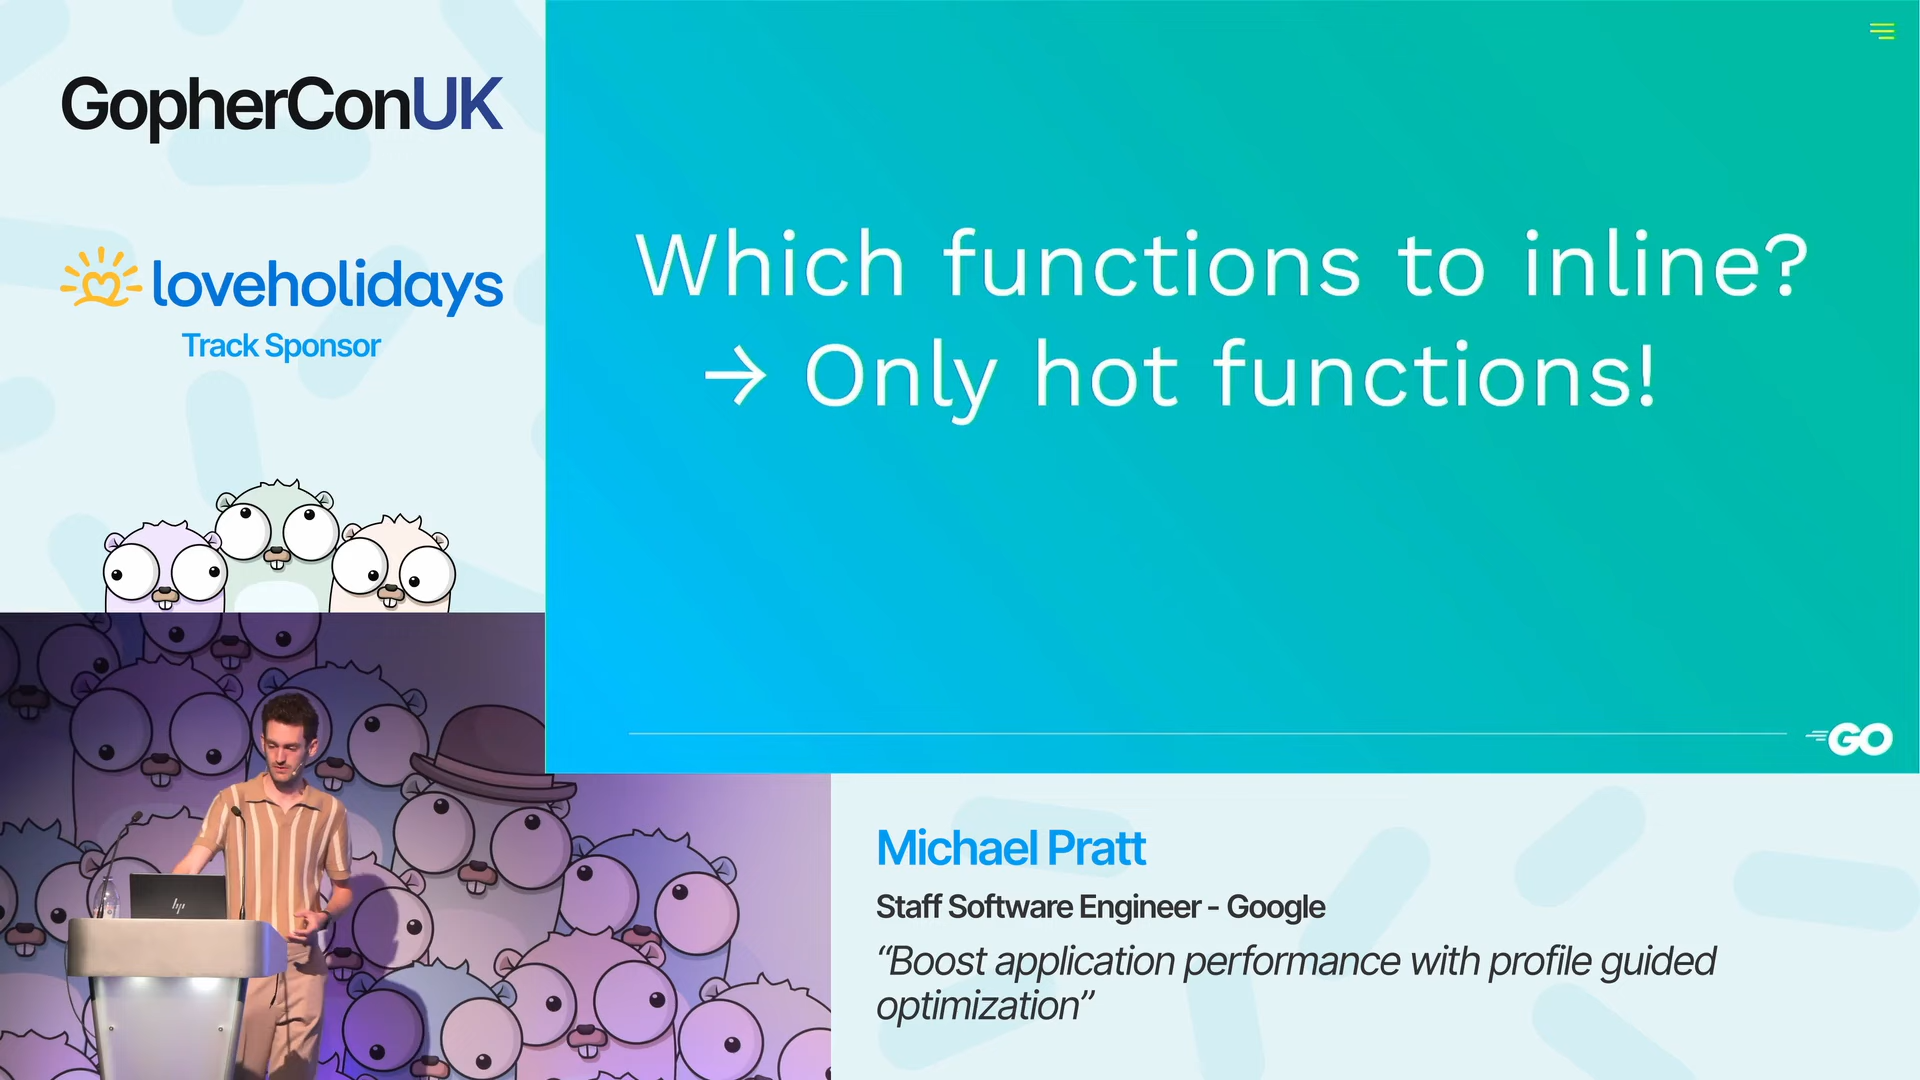 GopherConUK
loveholidays
Track Sponsor
Which functions to inline?
→ Only hot functions!
GO
hp
Michael Pratt
Staff Software Engineer - Google
“Boost application performance with profile guided
optimization”